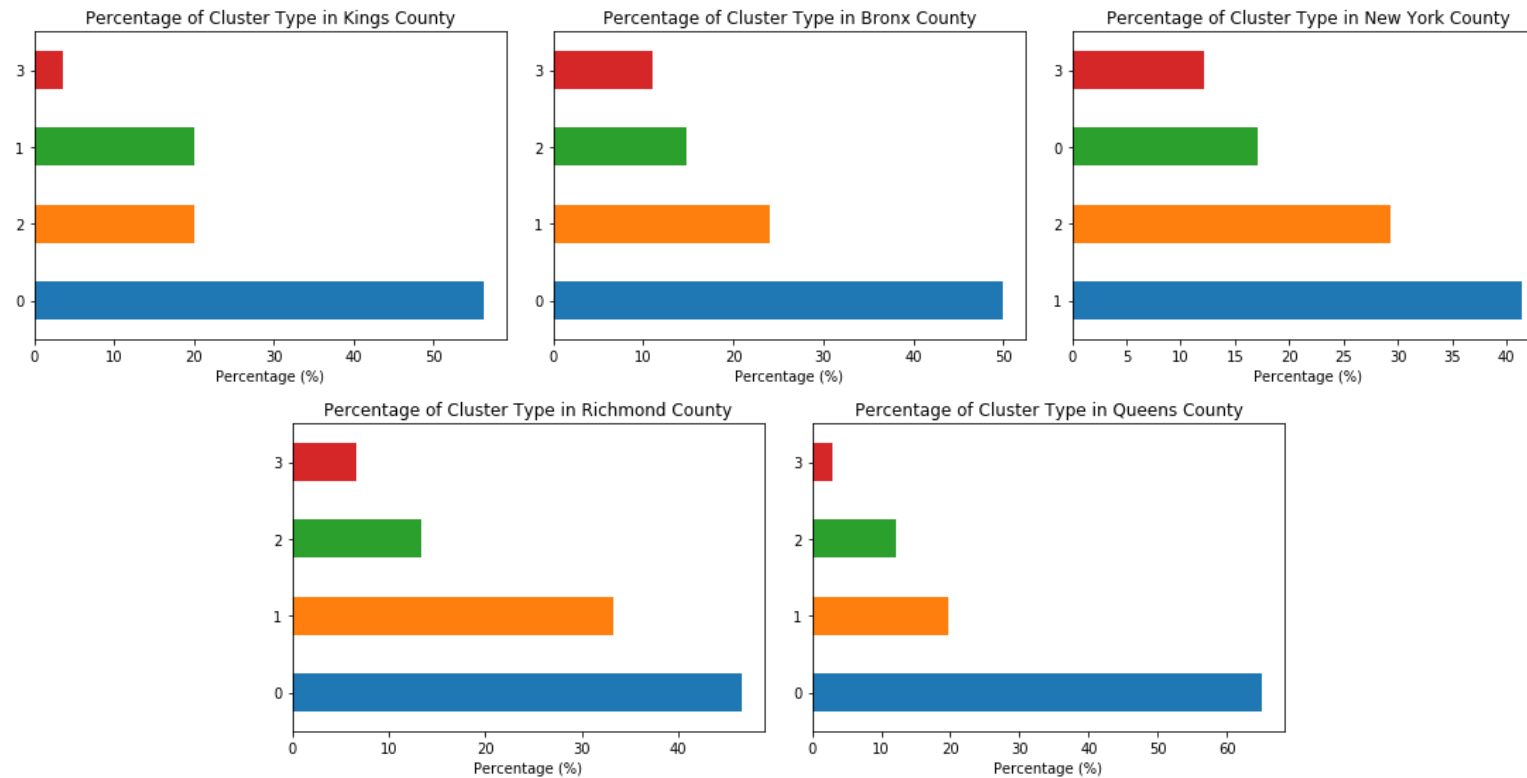 Percentage of Cluster Type in Kings County
3
1
2
0
0 10 20 30 40 50
Percentage (%)
Percentage of Cluster Type in Bronx County
3
2
1
0
0 10 20 30 40 50
Percentage (%)
Percentage of Cluster Type in New York County
3
0
2
1
0 5 10 15 20 25 30 35 40
Percentage (%)
Percentage of Cluster Type in Richmond County
3
2
1
0
0 10 20 30 40
Percentage (%)
Percentage of Cluster Type in Queens County
3
2
1
0
0 10 20 30 40 50 60
Percentage (%)